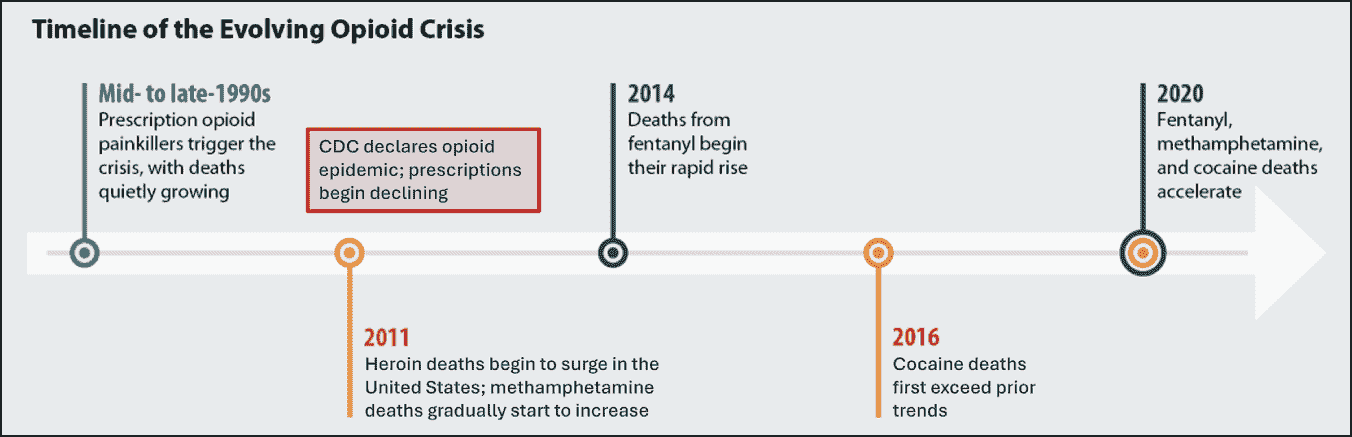 Timeline of the Evolving Opioid Crisis
Mid- to late-1990s
Prescription opioid
painkillers trigger the
crisis, with deaths
quietly growing
CDC declares opioid
epidemic; prescriptions
begin declining
2011
Heroin deaths begin to surge in the
United States; methamphetamine
deaths gradually start to increase
2014
Deaths from
fentanyl begin
their rapid rise
2016
Cocaine deaths
first exceed prior
trends
2020
Fentanyl,
methamphetamine,
and cocaine deaths
accelerate